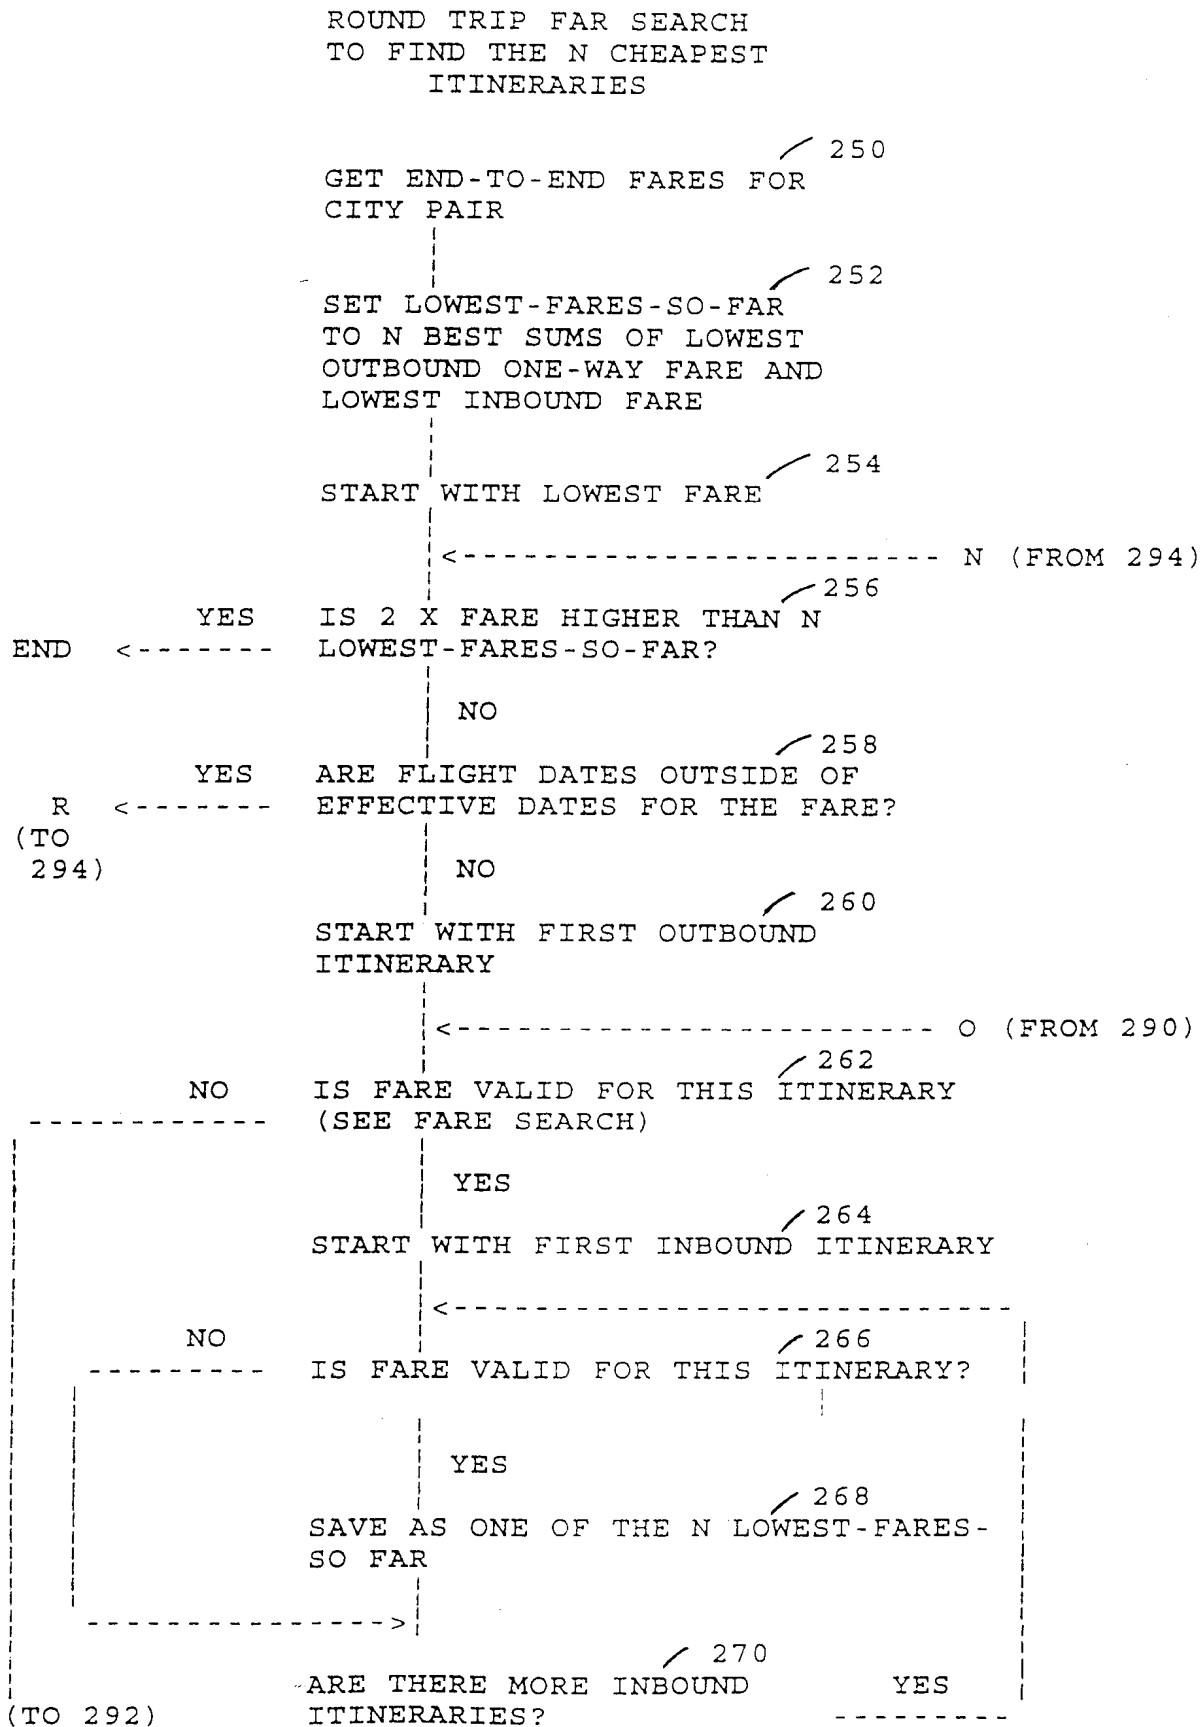 ROUND TRIP FAR SEARCH
TO FIND THE N CHEAPEST
ITINERARIES
250
GET END-TO-END FARES FOR
CITY PAIR
252
SET LOWEST-FARES-SO-FAR
TO N BEST SUMS OF LOWEST
OUTBOUND ONE-WAY FARE AND
LOWEST INBOUND FARE
254
START WITH LOWEST FARE
N (FROM 294)
256
YES IS 2 X FARE HIGHER THAN N
END LOWEST-FARES-SO-FAR?
NO
258
YES ARE FLIGHT DATES OUTSIDE OF
R EFFECTIVE DATES FOR THE FARE?
(TO
294)
NO
260
START WITH FIRST OUTBOUND
ITINERARY
O (FROM 290)
262
NO IS FARE VALID FOR THIS ITINERARY
(SEE FARE SEARCH)
YES
264
START WITH FIRST INBOUND ITINERARY
NO 266
IS FARE VALID FOR THIS ITINERARY?
YES
268
SAVE AS ONE OF THE N LOWEST-FARES-
SO FAR
270
ARE THERE MORE INBOUND YES
(TO 292) ITINERARIES?